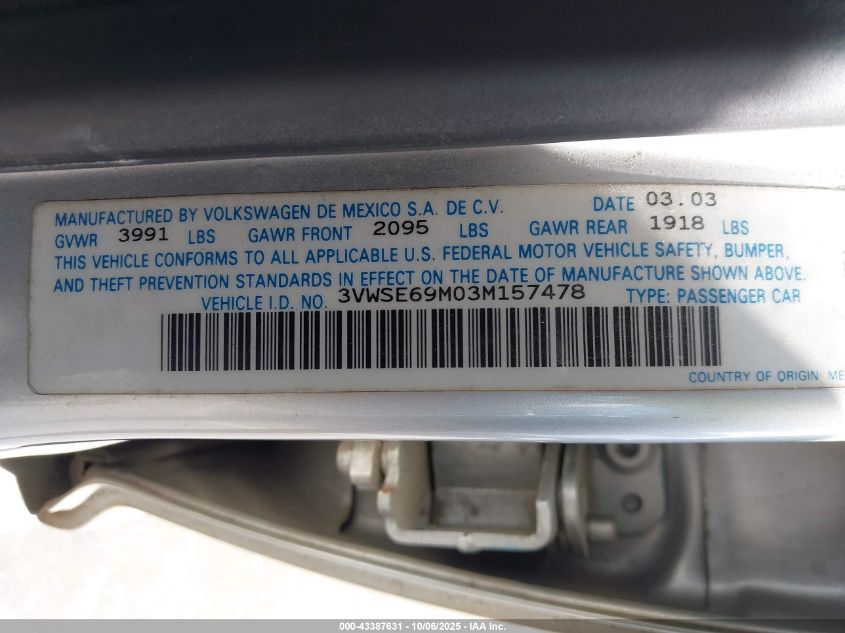 MANUFACTURED BY VOLKSWAGEN DE MEXICO S.A. DE C.V. DATE 03.03
GVWR 3991 LBS GAWR FRONT 2095 LBS GAWR REAR 1918 LBS
THIS VEHICLE CONFORMS TO ALL APPLICABLE U.S. FEDERAL MOTOR VEHICLE SAFETY, BUMPER,
AND THEFT PREVENTION STANDARDS IN EFFECT ON THE DATE OF MANUFACTURE SHOWN ABOVE.
VEHICLE I.D. NO. 3VWSE69M03M157478 TYPE: PASSENGER CAR
COUNTRY OF ORIGIN: ME
000-43387631 - 10/06/2025 - IAA Inc.